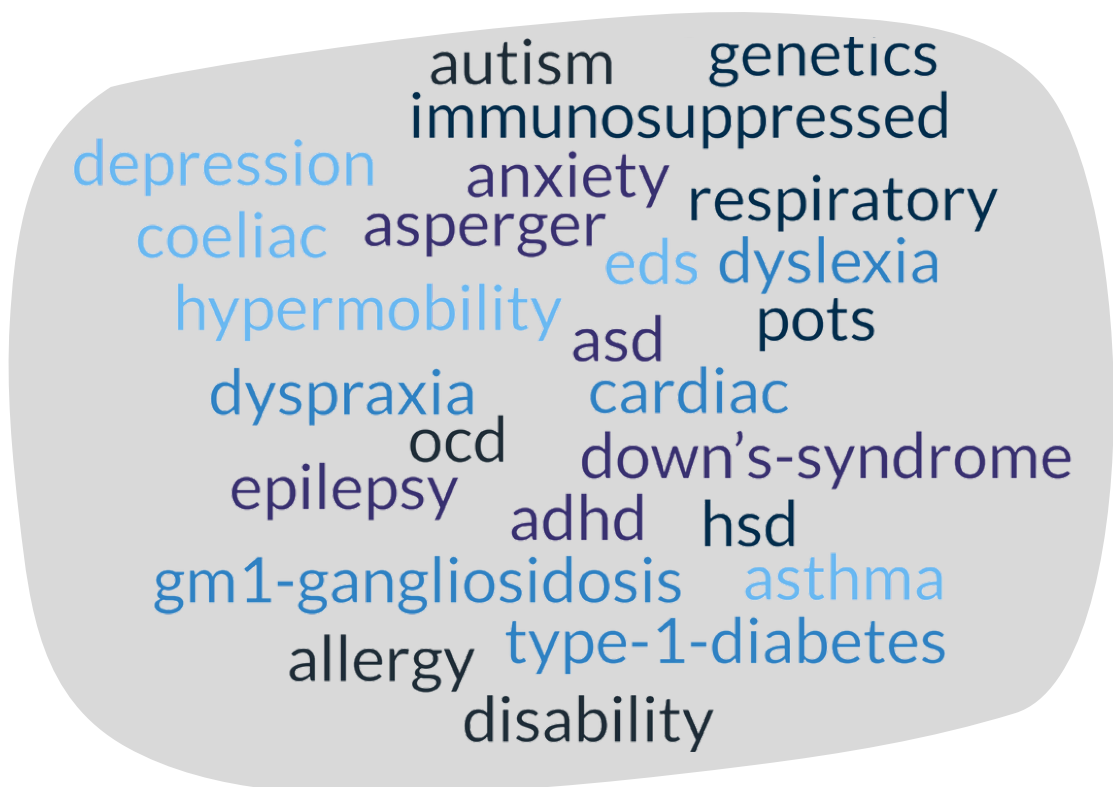 autism genetics
immunosuppressed
depression anxiety
respiratory
coeliac asperger
eds dyslexia
hypermobility pots
asd
dyspraxia cardiac
ocd
down’s-syndrome
epilepsy
adhd hsd
gm1-gangliosidosis asthma
allergy type-1-diabetes
disability